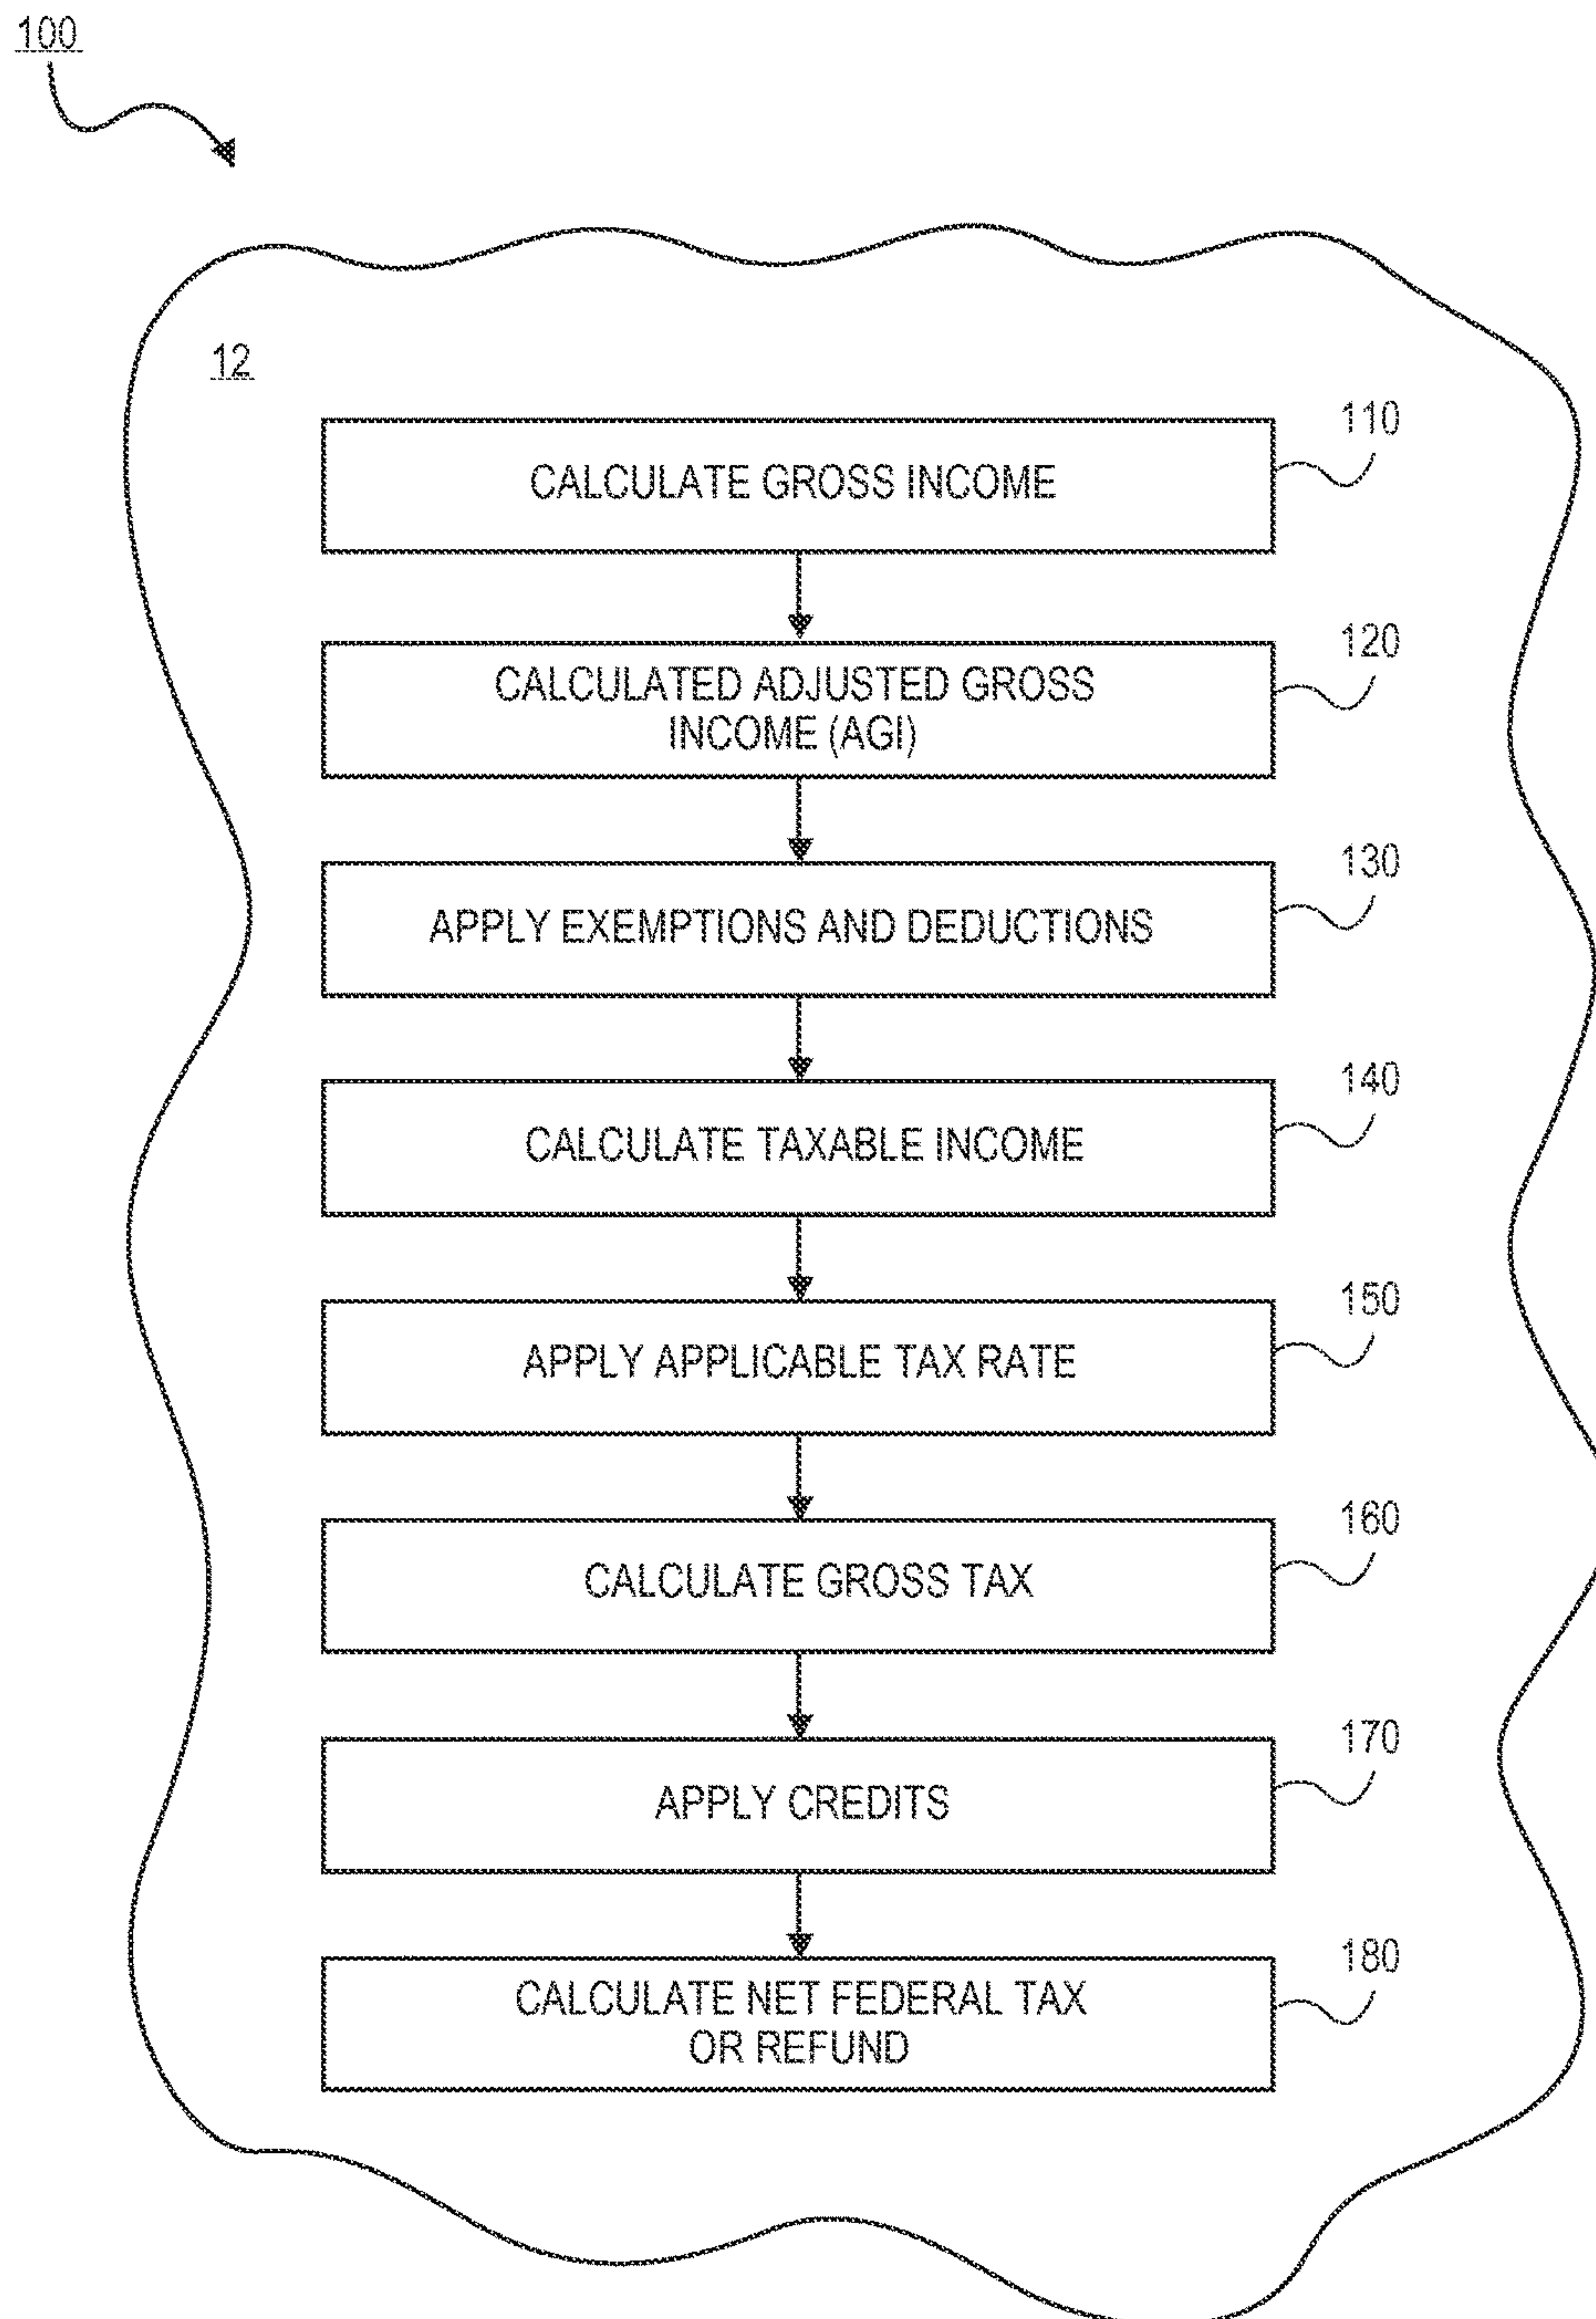 100
12
110
CALCULATE GROSS INCOME
120
CALCULATED ADJUSTED GROSS
INCOME (AGI)
130
APPLY EXEMPTIONS AND DEDUCTIONS
140
CALCULATE TAXABLE INCOME
150
APPLY APPLICABLE TAX RATE
160
CALCULATE GROSS TAX
170
APPLY CREDITS
180
CALCULATE NET FEDERAL TAX
OR REFUND